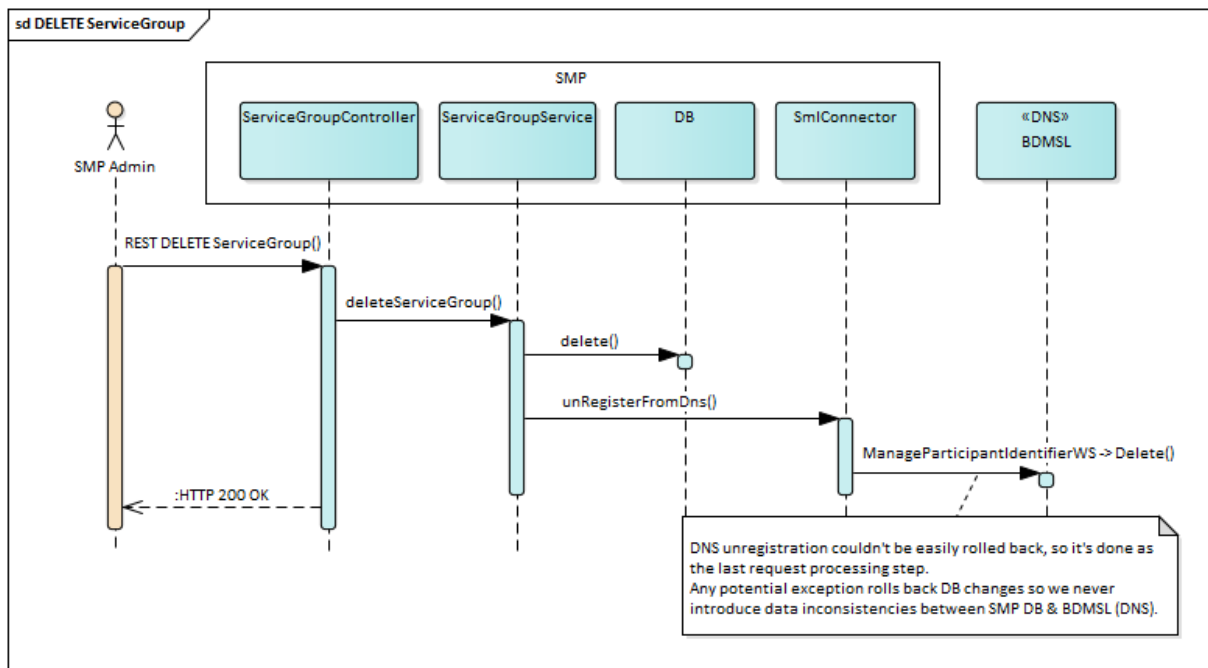 sd DELETE ServiceGroup
SMP
SMP Admin
ServiceGroupController
ServiceGroupService
DB
SmlConnector
«DNS»
BDMSL
REST DELETE ServiceGroup()
deleteServiceGroup()
delete()
unRegisterFromDns()
ManageParticipantIdentifierWS -> Delete()
:HTTP 200 OK
DNS unregistration couldn't be easily rolled back, so it's done as
the last request processing step.
Any potential exception rolls back DB changes so we never
introduce data inconsistencies between SMP DB & BDMSL (DNS).